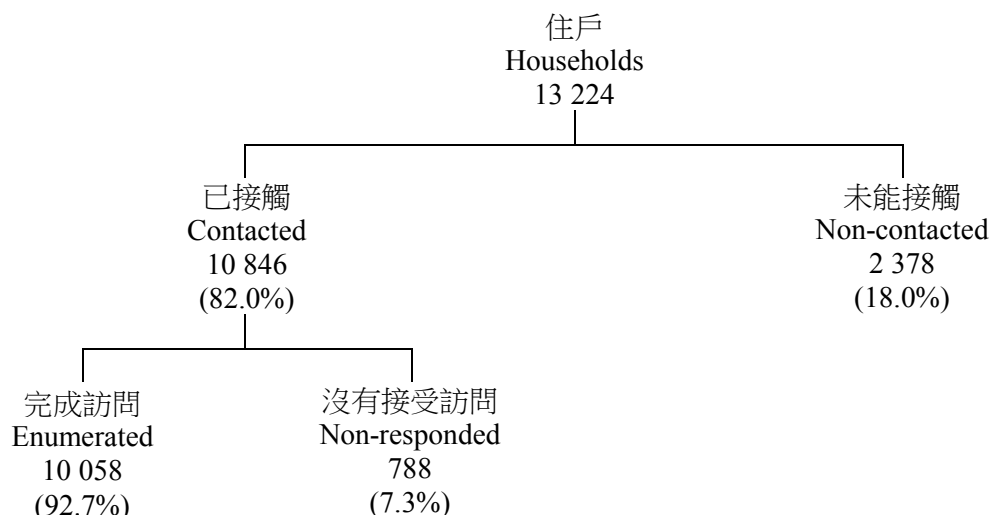 住戶
Households
13 224
已接觸
Contacted
10 846
(82.0%)
未能接觸
Non-contacted
2 378
(18.0%)
完成訪問
Enumerated
10 058
(92.7%)
沒有接受訪問
Non-responded
788
(7.3%)